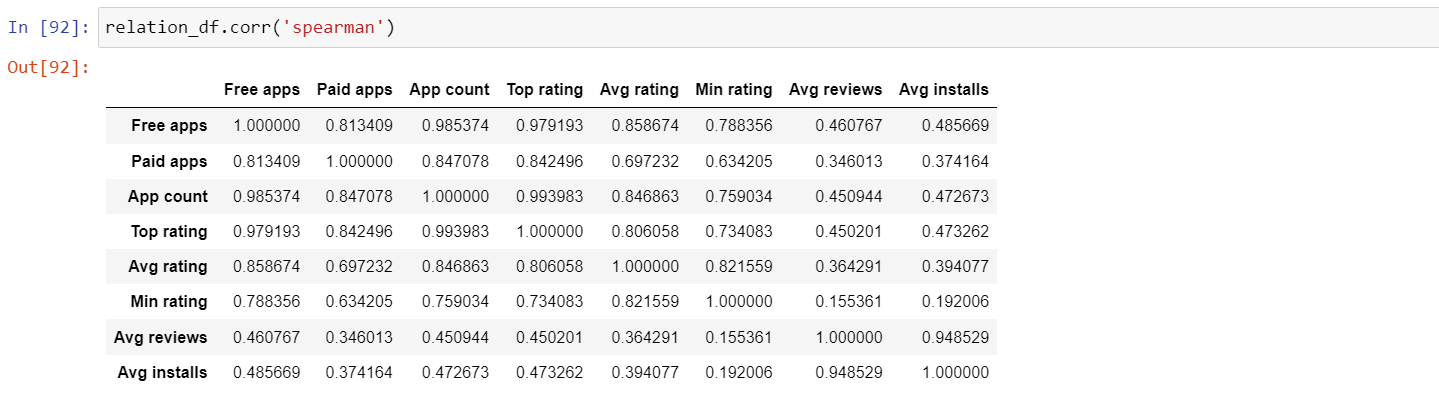 In [92]: relation_df.corr('spearman')
Out[92]:
Free apps Paid apps App count Top rating Avg rating Min rating Avg reviews Avg installs
Free apps 1.000000 0.813409 0.985374 0.979193 0.858674 0.788356 0.460767 0.485669
Paid apps 0.813409 1.000000 0.847078 0.842496 0.697232 0.634205 0.346013 0.374164
App count 0.985374 0.847078 1.000000 0.993983 0.846863 0.759034 0.450944 0.472673
Top rating 0.979193 0.842496 0.993983 1.000000 0.806058 0.734083 0.450201 0.473262
Avg rating 0.858674 0.697232 0.846863 0.806058 1.000000 0.821559 0.364291 0.394077
Min rating 0.788356 0.634205 0.759034 0.734083 0.821559 1.000000 0.155361 0.192006
Avg reviews 0.460767 0.346013 0.450944 0.450201 0.364291 0.155361 1.000000 0.948529
Avg installs 0.485669 0.374164 0.472673 0.473262 0.394077 0.192006 0.948529 1.000000